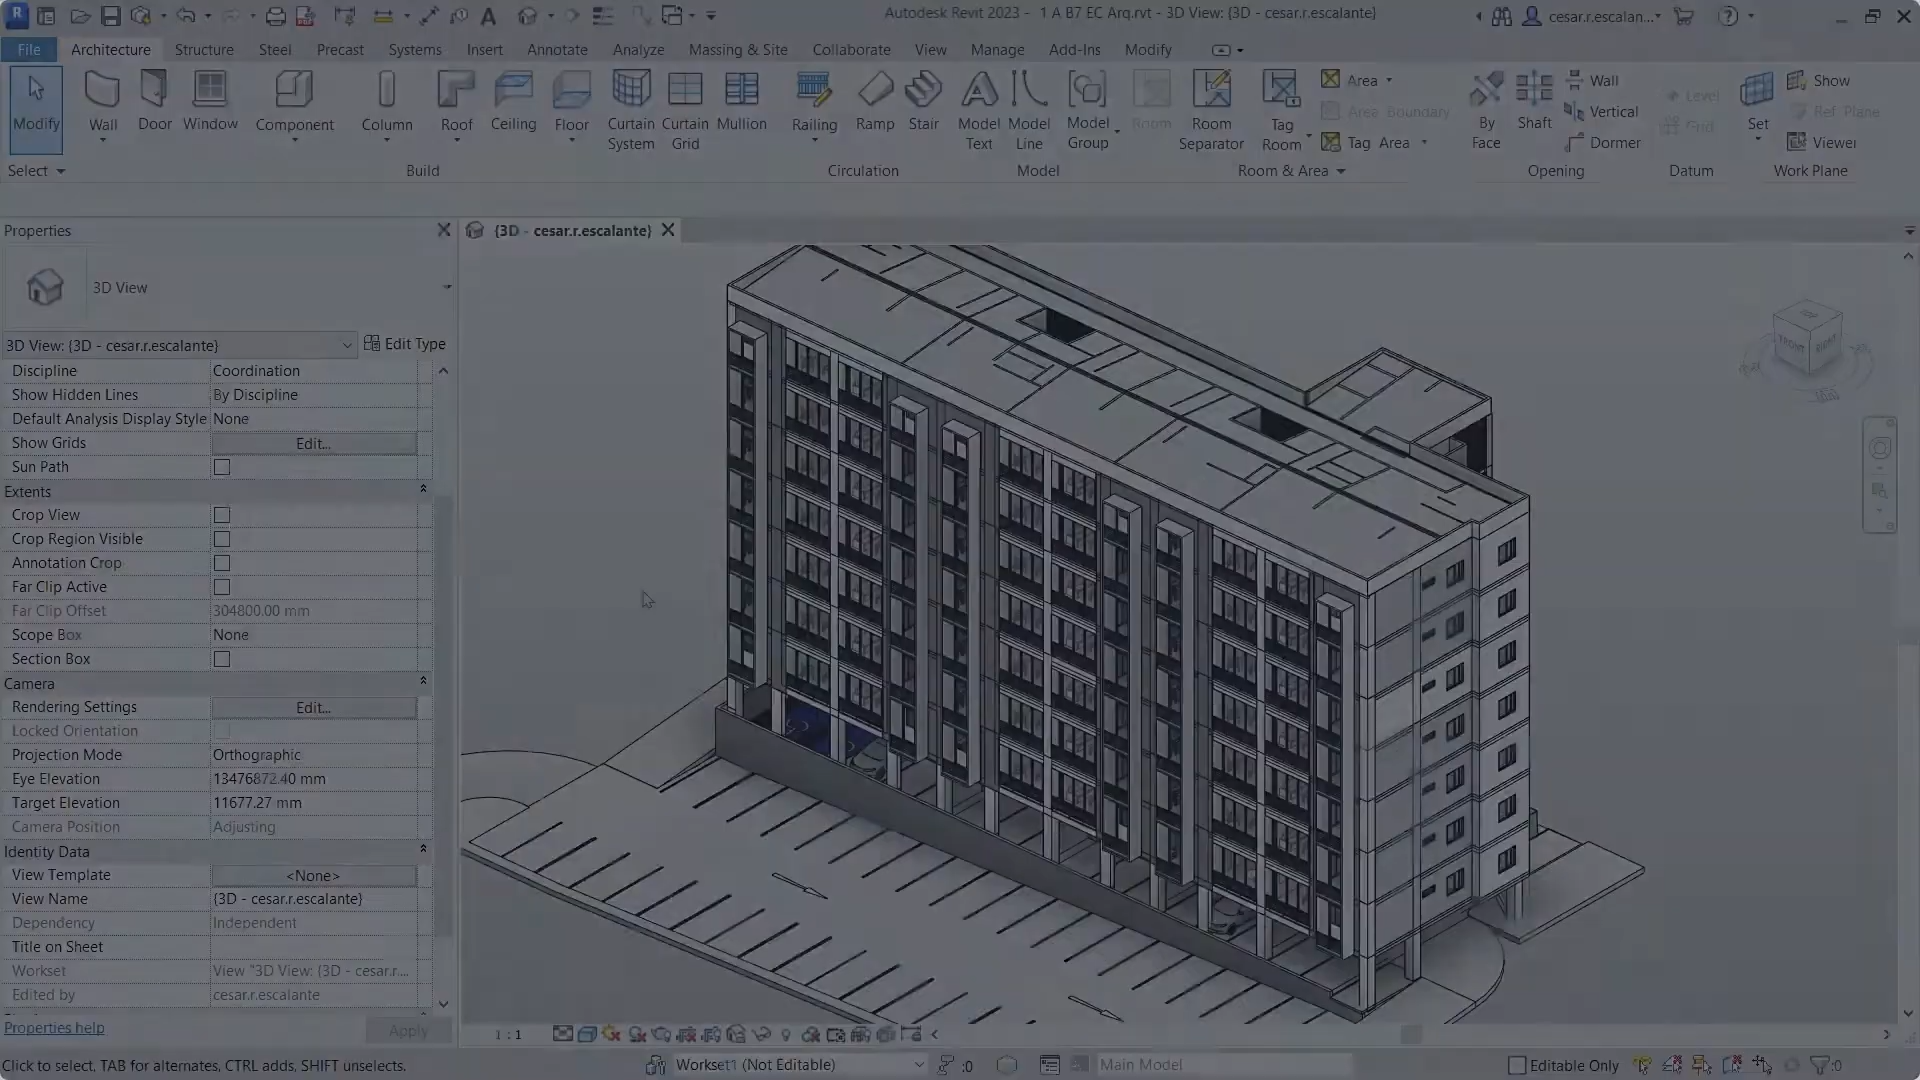 Autodesk Revit 2023 - 1 A B7 EC Arq.rvt - 3D View: {3D - cesar.r.escalante}
cesar.r.escalan...
File Architecture Structure Steel Precast Systems Insert Annotate Analyze Massing & Site Collaborate View Manage Add-Ins Modify
Modify Wall Door Window Component Column Roof Ceiling Floor Curtain System Curtain Grid Mullion Railing Ramp Stair Model Text Model Line Model Group Room Room Separator Tag Room
Area
Area Boundary
Tag Area
By Face Shaft
Wall
Vertical
Dormer
Level
Grid
Set
Show
Ref Plane
Viewer
Select Build Circulation Model Room & Area Opening Datum Work Plane
Properties
{3D - cesar.r.escalante}
3D View
3D View: {3D - cesar.r.escalante} Edit Type
Discipline Coordination
Show Hidden Lines By Discipline
Default Analysis Display Style None
Show Grids Edit...
Sun Path
Extents
Crop View
Crop Region Visible
Annotation Crop
Far Clip Active
Far Clip Offset 304800.00 mm
Scope Box None
Section Box
Camera
Rendering Settings Edit...
Locked Orientation
Projection Mode Orthographic
Eye Elevation 13476872.40 mm
Target Elevation 11677.27 mm
Camera Position Adjusting
Identity Data
View Template <None>
View Name {3D - cesar.r.escalante}
Dependency Independent
Title on Sheet
Workset View "3D View: {3D - cesar.r....
Edited by cesar.r.escalante
Properties help Apply
FRONT RIGHT
1 : 1
Click to select, TAB for alternates, CTRL adds, SHIFT unselects.
Workset1 (Not Editable) :0 Main Model Editable Only :0